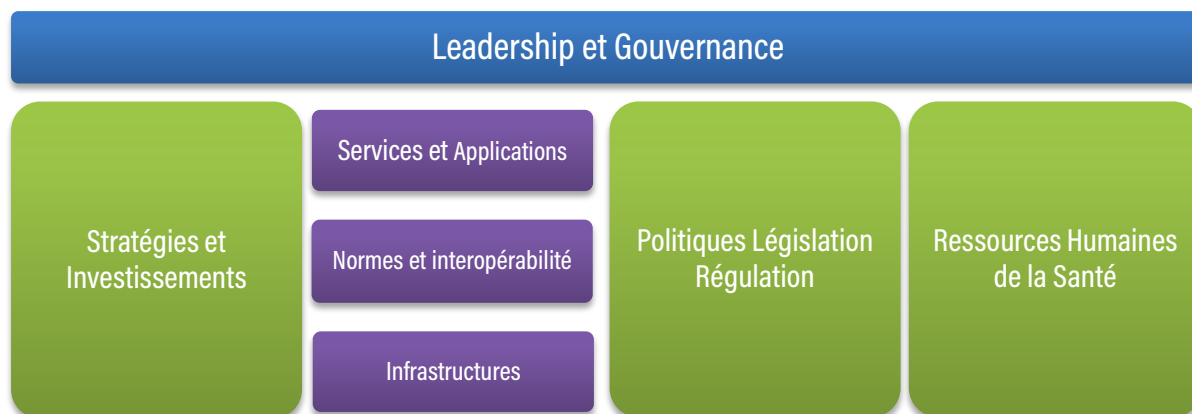 Leadership et Gouvernance
Stratégies et
Investissements
Services et Applications
Normes et interopérabilité
Infrastructures
Politiques Législation
Régulation
Ressources Humaines
de la Santé